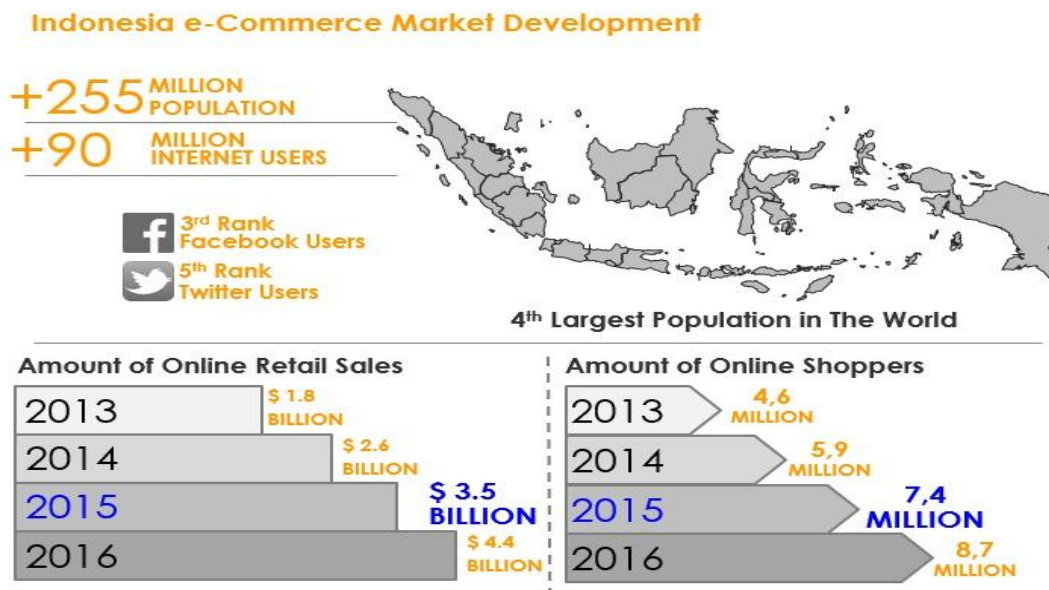 Indonesia e-Commerce Market Development
+255 MILLION
POPULATION
+90 MILLION
INTERNET USERS
f
3rd Rank
Facebook Users
5th Rank
Twitter Users
4th Largest Population in The World
Amount of Online Retail Sales
2013
$ 1.8
BILLION
2014
$ 2.6
BILLION
2015
$ 3.5
BILLION
2016
$ 4.4
BILLION
Amount of Online Shoppers
2013
4,6
MILLION
2014
5,9
MILLION
2015
7,4
MILLION
2016
8,7
MILLION